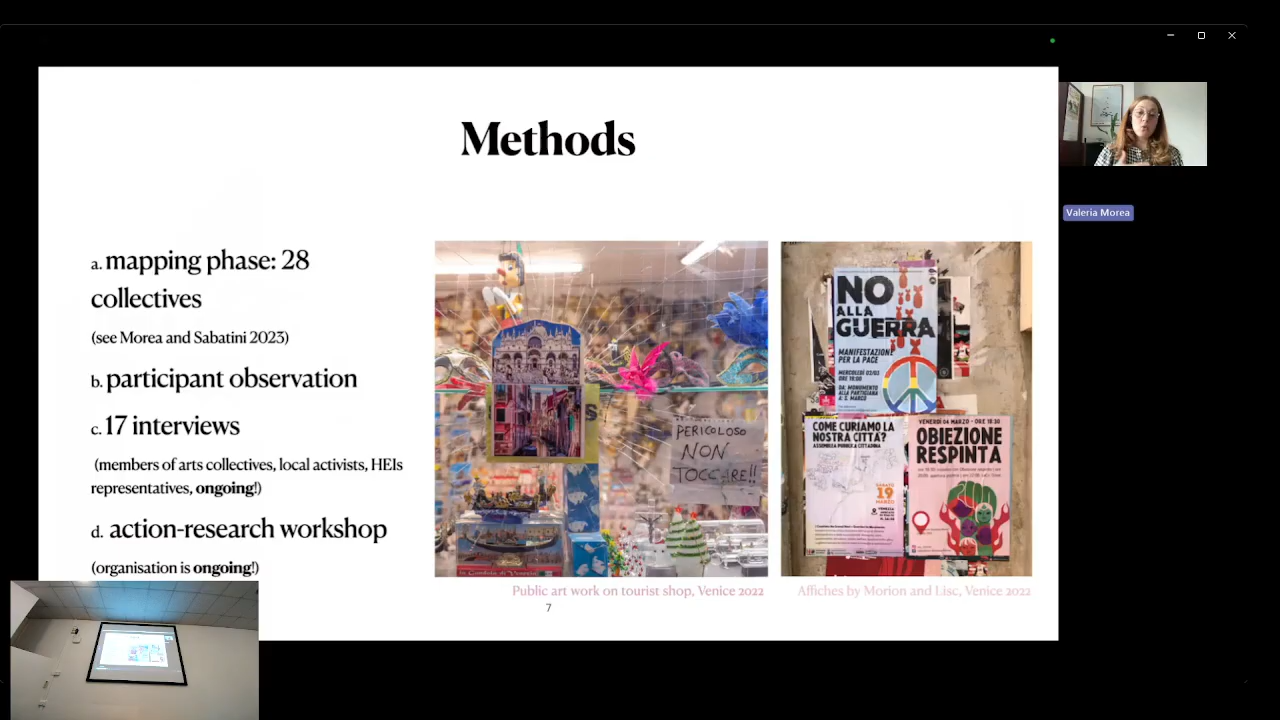 Methods
a. mapping phase: 28
collectives
(see Morea and Sabatini 2023)
b. participant observation
c. 17 interviews
(members of arts collectives, local activists, HEIs
representatives, ongoing!)
d. action-research workshop
(organisation is ongoing!)
PERICOLOSO
NON
TOCCARE!!
NO
ALLA
GUERRA
MANIFESTAZIONE
PER LA PACE
MERCOLEDÌ 02/03
ORE 18:00
DA: MONUMENTO
ALLA PARTIGIANA
A: S. MARCO
COME CURIAMO LA
NOSTRA CITTÀ?
ASSEMBLEA PUBBLICA CITTADINA
SABATO
19
MARZO
VENERDÌ 04 MARZO - ORE 18:30
OBIEZIONE
RESPINTA
Public art work on tourist shop, Venice 2022
Affiches by Morion and Lisc, Venice 2022
7
Valeria Morea